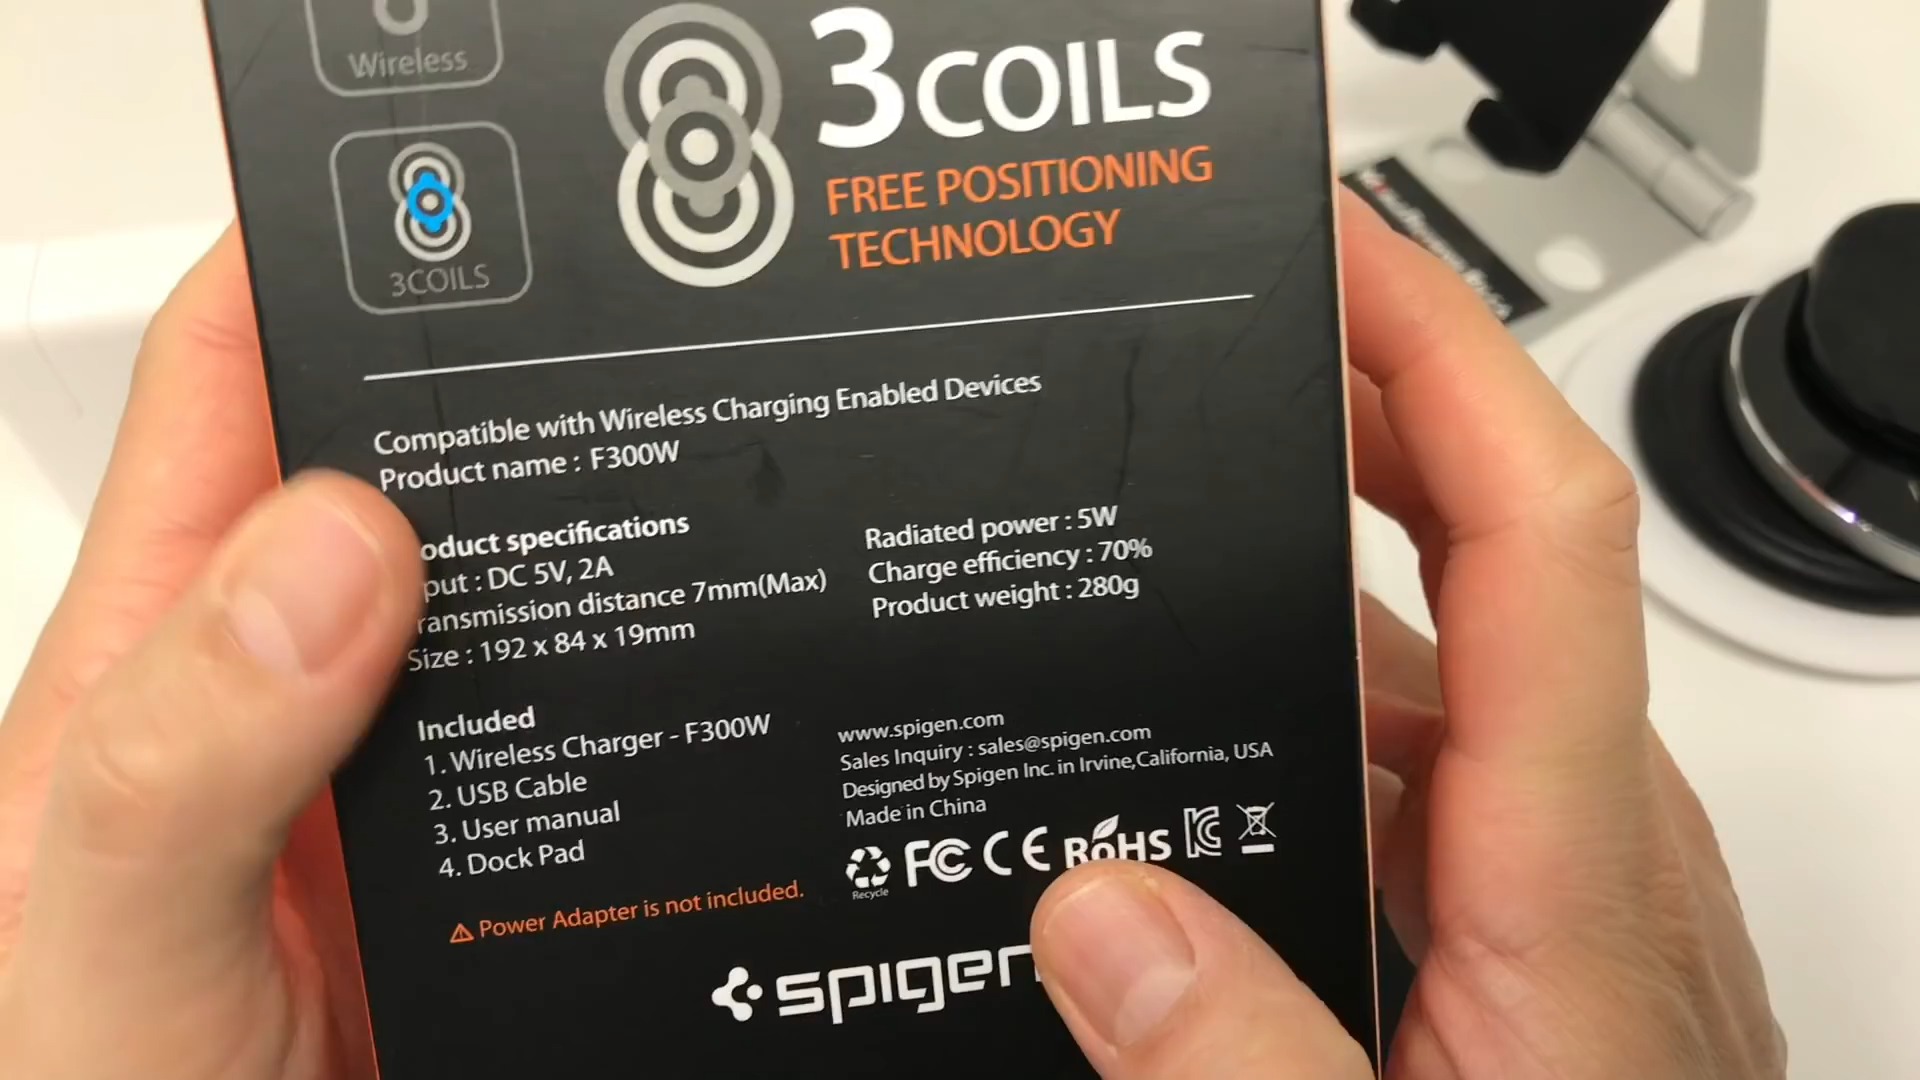 Wireless
3COILS
3COILS
FREE POSITIONING
TECHNOLOGY
Compatible with Wireless Charging Enabled Devices
Product name : F300W
oduct specifications
put : DC 5V, 2A
ransmission distance 7mm(Max)
Size : 192 x 84 x 19mm
Radiated power : 5W
Charge efficiency : 70%
Product weight : 280g
Included
1. Wireless Charger - F300W
2. USB Cable
3. User manual
4. Dock Pad
⚠ Power Adapter is not included.
www.spigen.com
Sales Inquiry : sales@spigen.com
Designed by Spigen Inc. in Irvine,California, USA
Made in China
Recycle
FC CE RoHS
spigen